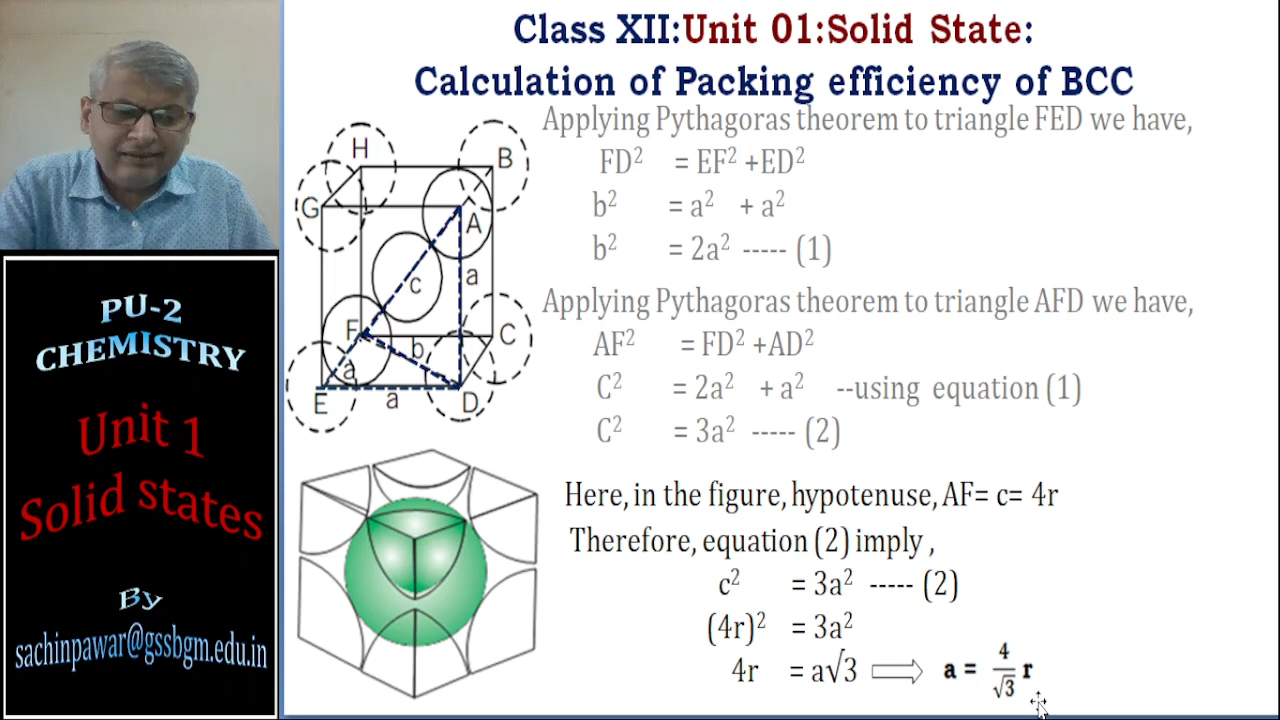 Class XII:Unit 01:Solid State:
Calculation of Packing efficiency of BCC
Applying Pythagoras theorem to triangle FED we have,
FD² = EF² +ED²
b² = a² + a²
b² = 2a² ----- (1)
Applying Pythagoras theorem to triangle AFD we have,
AF² = FD² +AD²
C² = 2a² + a² --using equation (1)
C² = 3a² ----- (2)
Here, in the figure, hypotenuse, AF= c= 4r
Therefore, equation (2) imply ,
c² = 3a² ----- (2)
(4r)² = 3a²
4r = a√3 ⟹ a = 4/√3 r
H
B
G
A
c
a
F
C
b
a
E
a
D
PU-2
CHEMISTRY
Unit 1
Solid states
By
sachinpawar@gssbgm.edu.in